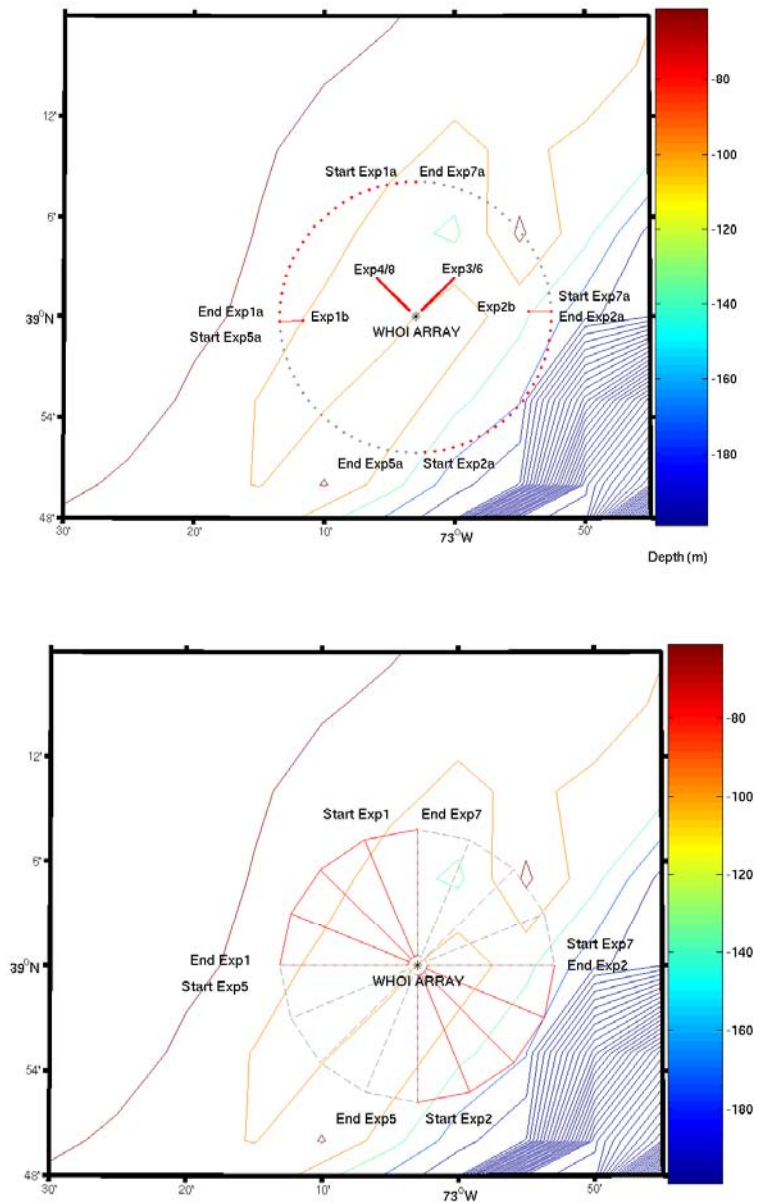 12'
Start Exp1a End Exp7a
6'
Exp4/8 Exp3/6
End Exp1a Exp1b Exp2b Start Exp7a
39°N WHOI ARRAY End Exp2a
Start Exp5a
54'
End Exp5a Start Exp2a
48'
30' 20' 10' 73°W 50'
-80
-100
-120
-140
-160
-180
Depth (m)
12'
Start Exp1 End Exp7
6'
End Exp1 Start Exp7
39°N WHOI ARRAY End Exp2
Start Exp5
54'
End Exp5 Start Exp2
48'
30' 20' 10' 73°W 50'
-80
-100
-120
-140
-160
-180